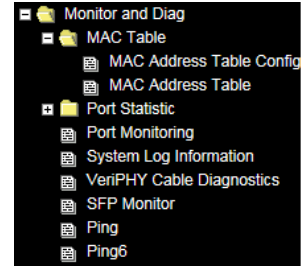 Monitor and Diag
MAC Table
MAC Address Table Config
MAC Address Table
Port Statistic
Port Monitoring
System Log Information
VeriPHY Cable Diagnostics
SFP Monitor
Ping
Ping6